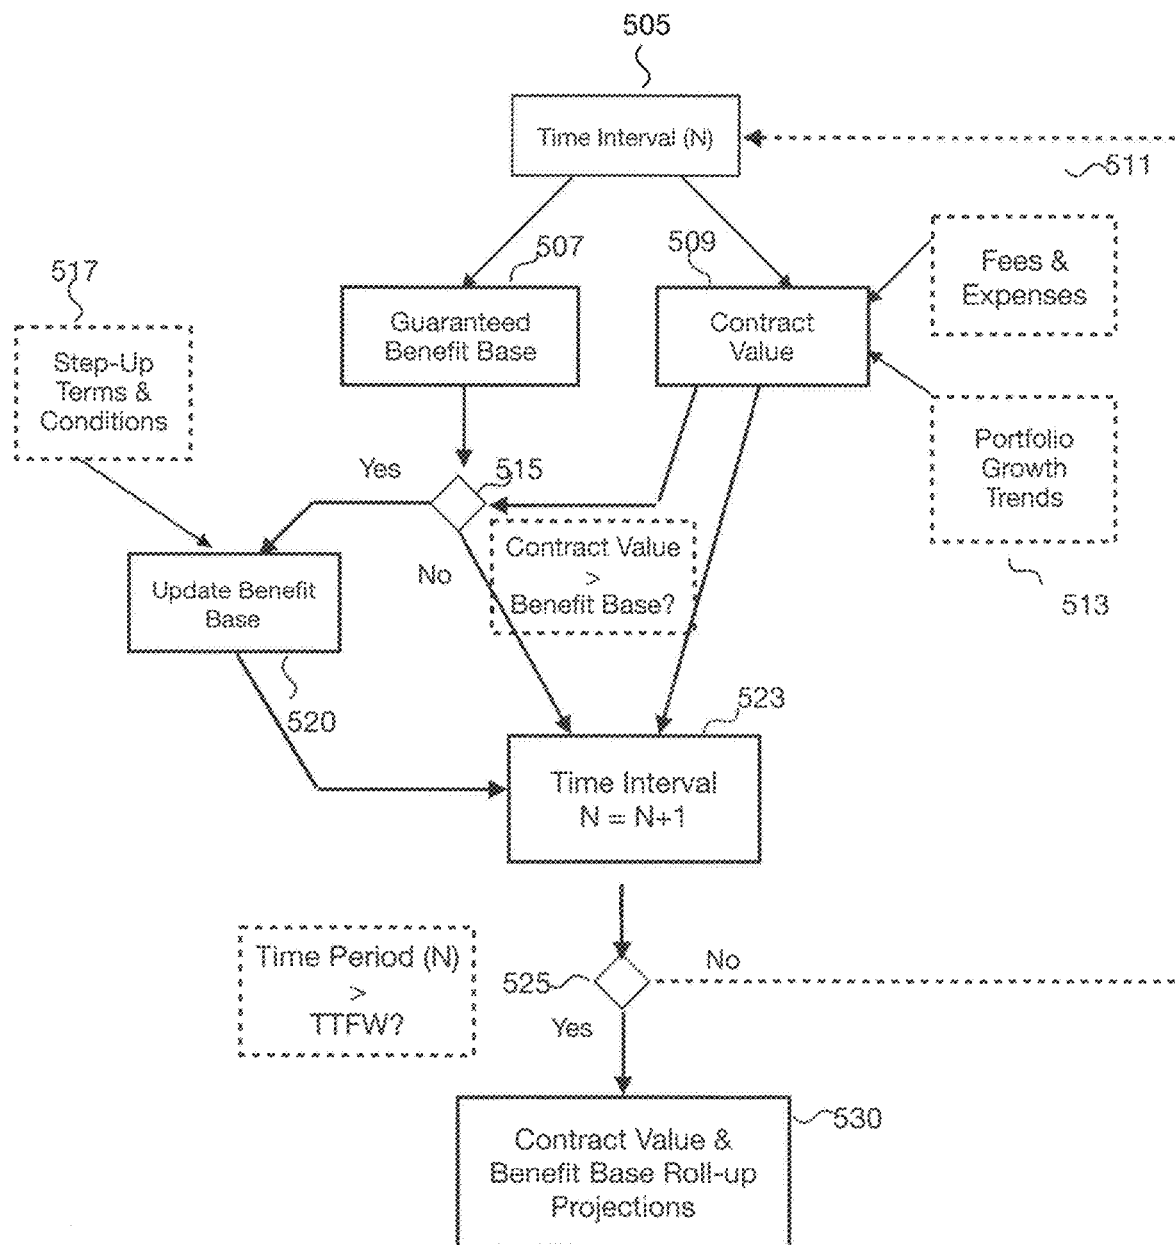 505
Time Interval (N)
511
507
509
Fees &
Expenses
517
Guaranteed
Benefit Base
Contract
Value
Step-Up
Terms &
Conditions
Portfolio
Growth
Trends
Yes
515
Contract Value
>
Benefit Base?
No
Update Benefit
Base
513
520
523
Time Interval
N = N+1
Time Period (N)
>
TTFW?
525
No
Yes
530
Contract Value &
Benefit Base Roll-up
Projections